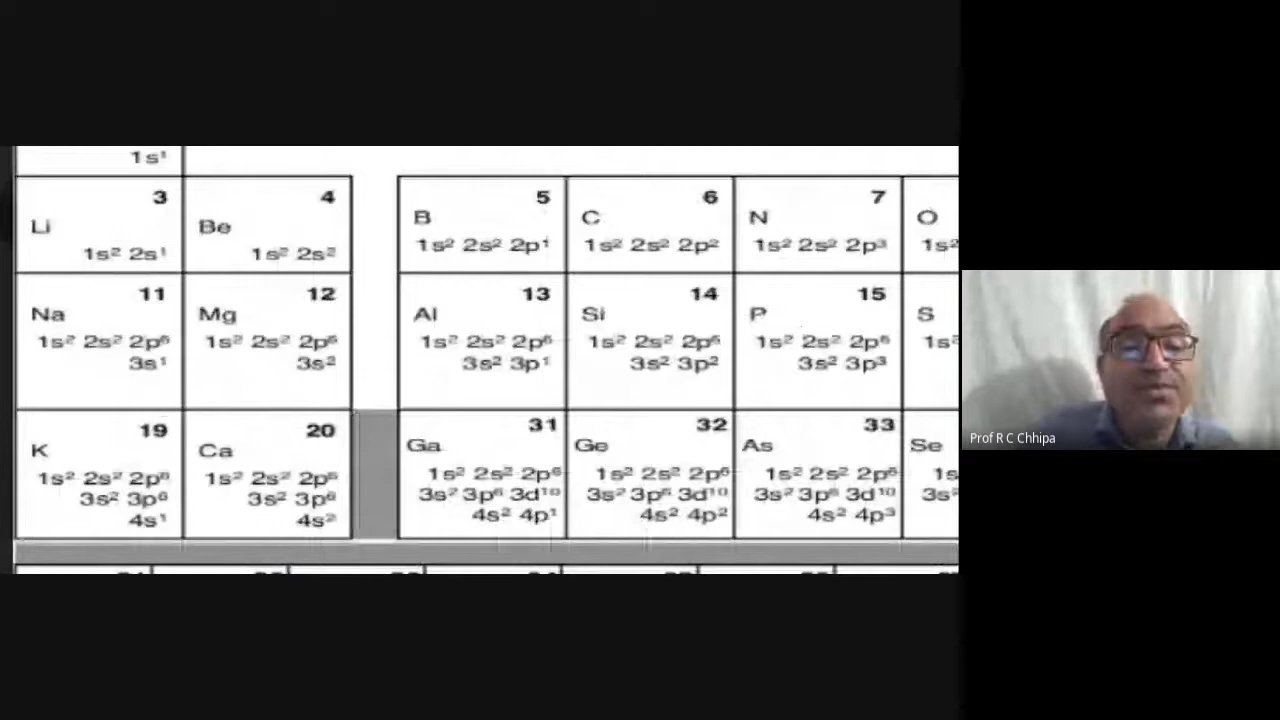 1s¹
3
Li
1s² 2s¹
4
Be
1s² 2s²
5
B
1s² 2s² 2p¹
6
C
1s² 2s² 2p²
7
N
1s² 2s² 2p³
O
1s²
11
Na
1s² 2s² 2p⁶
3s¹
12
Mg
1s² 2s² 2p⁶
3s²
13
Al
1s² 2s² 2p⁶
3s² 3p¹
14
Si
1s² 2s² 2p⁶
3s² 3p²
15
P
1s² 2s² 2p⁶
3s² 3p³
S
1s²
19
K
1s² 2s² 2p⁶
3s² 3p⁶
4s¹
20
Ca
1s² 2s² 2p⁶
3s² 3p⁶
4s²
31
Ga
1s² 2s² 2p⁶
3s² 3p⁶ 3d¹⁰
4s² 4p¹
32
Ge
1s² 2s² 2p⁶
3s² 3p⁶ 3d¹⁰
4s² 4p²
33
As
1s² 2s² 2p⁶
3s² 3p⁶ 3d¹⁰
4s² 4p³
Se
1s
3s²
Prof R C Chhipa